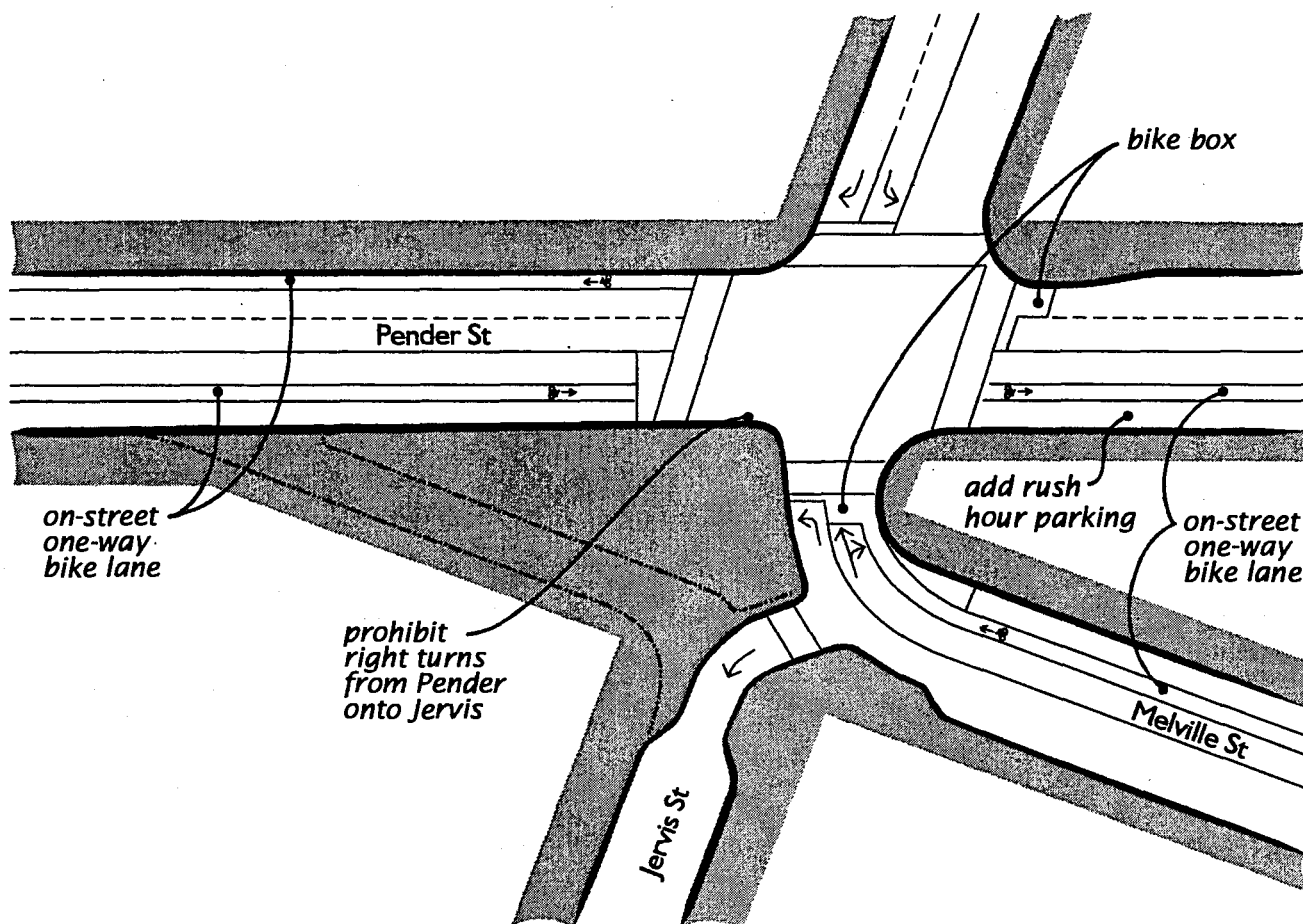 bike box
Pender St
add rush
hour parking
on-street
one-way
bike lane
on-street
one-way
bike lane
prohibit
right turns
from Pender
onto Jervis
Melville St
Jervis St